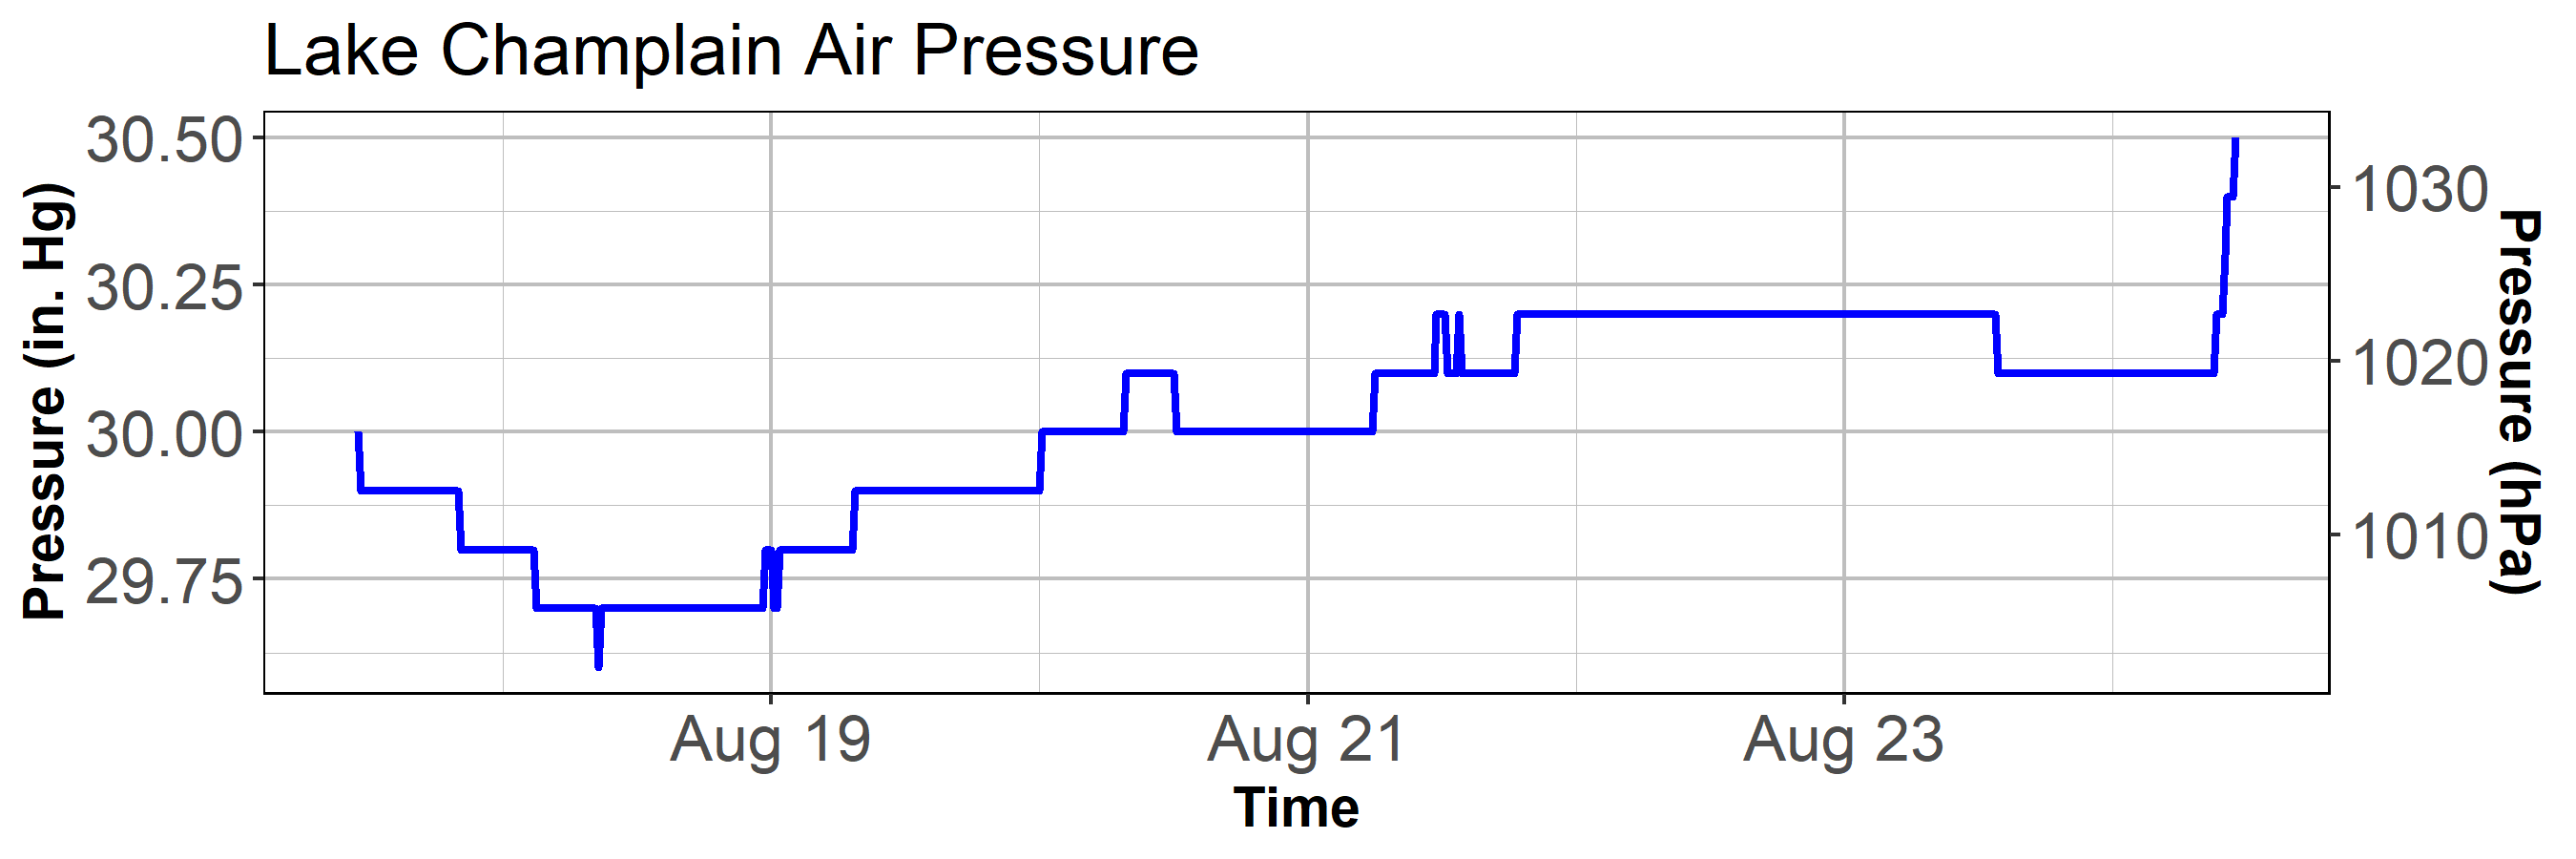 Lake Champlain Air Pressure
Pressure (in. Hg)
30.50
30.25
30.00
29.75
1030
1020
1010
Pressure (hPa)
Aug 19 Aug 21 Aug 23
Time